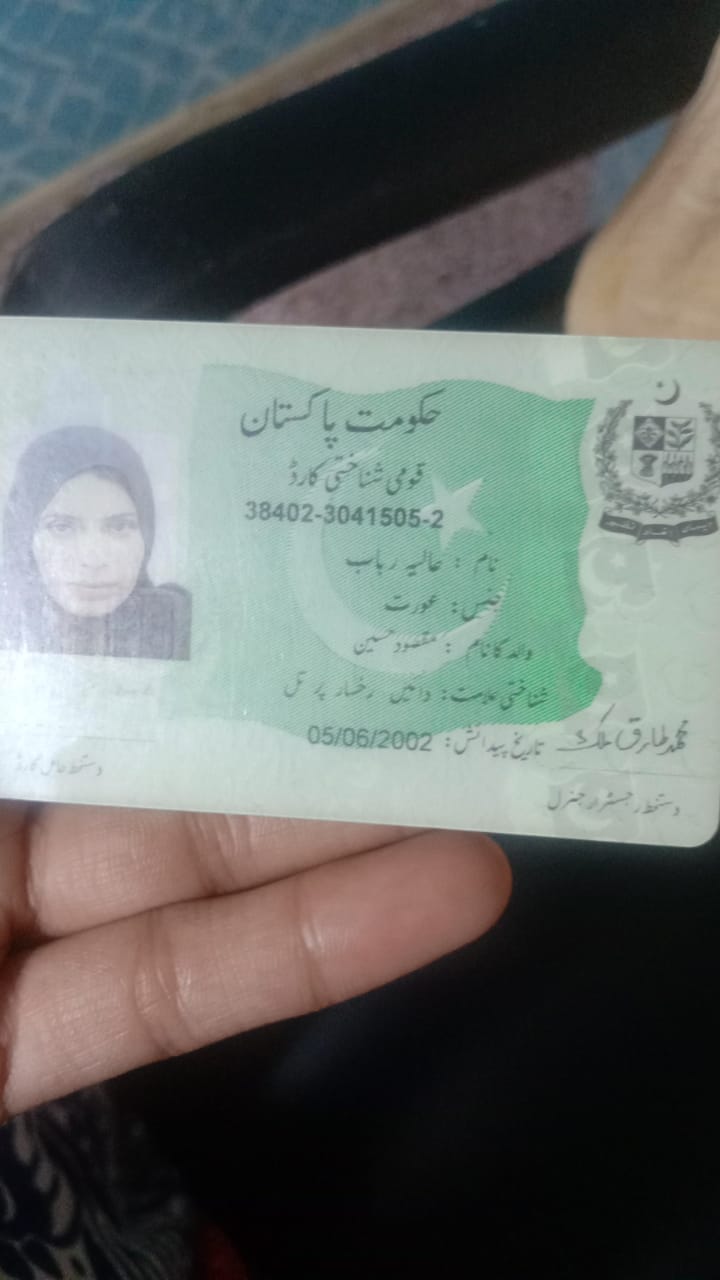 حکومت پاکستان
قومی شناختی کارڈ
38402-3041505-2
نام : عالیہ رباب
جنس: عورت
والد کا نام : مقصود حسین
شناختی علامت: دائیں رخسار پر تل
تاریخ پیدائش: 05/06/2002
محمد طارق ملک
دستخط رجسٹرار جنرل
دستخط حامل کارڈ